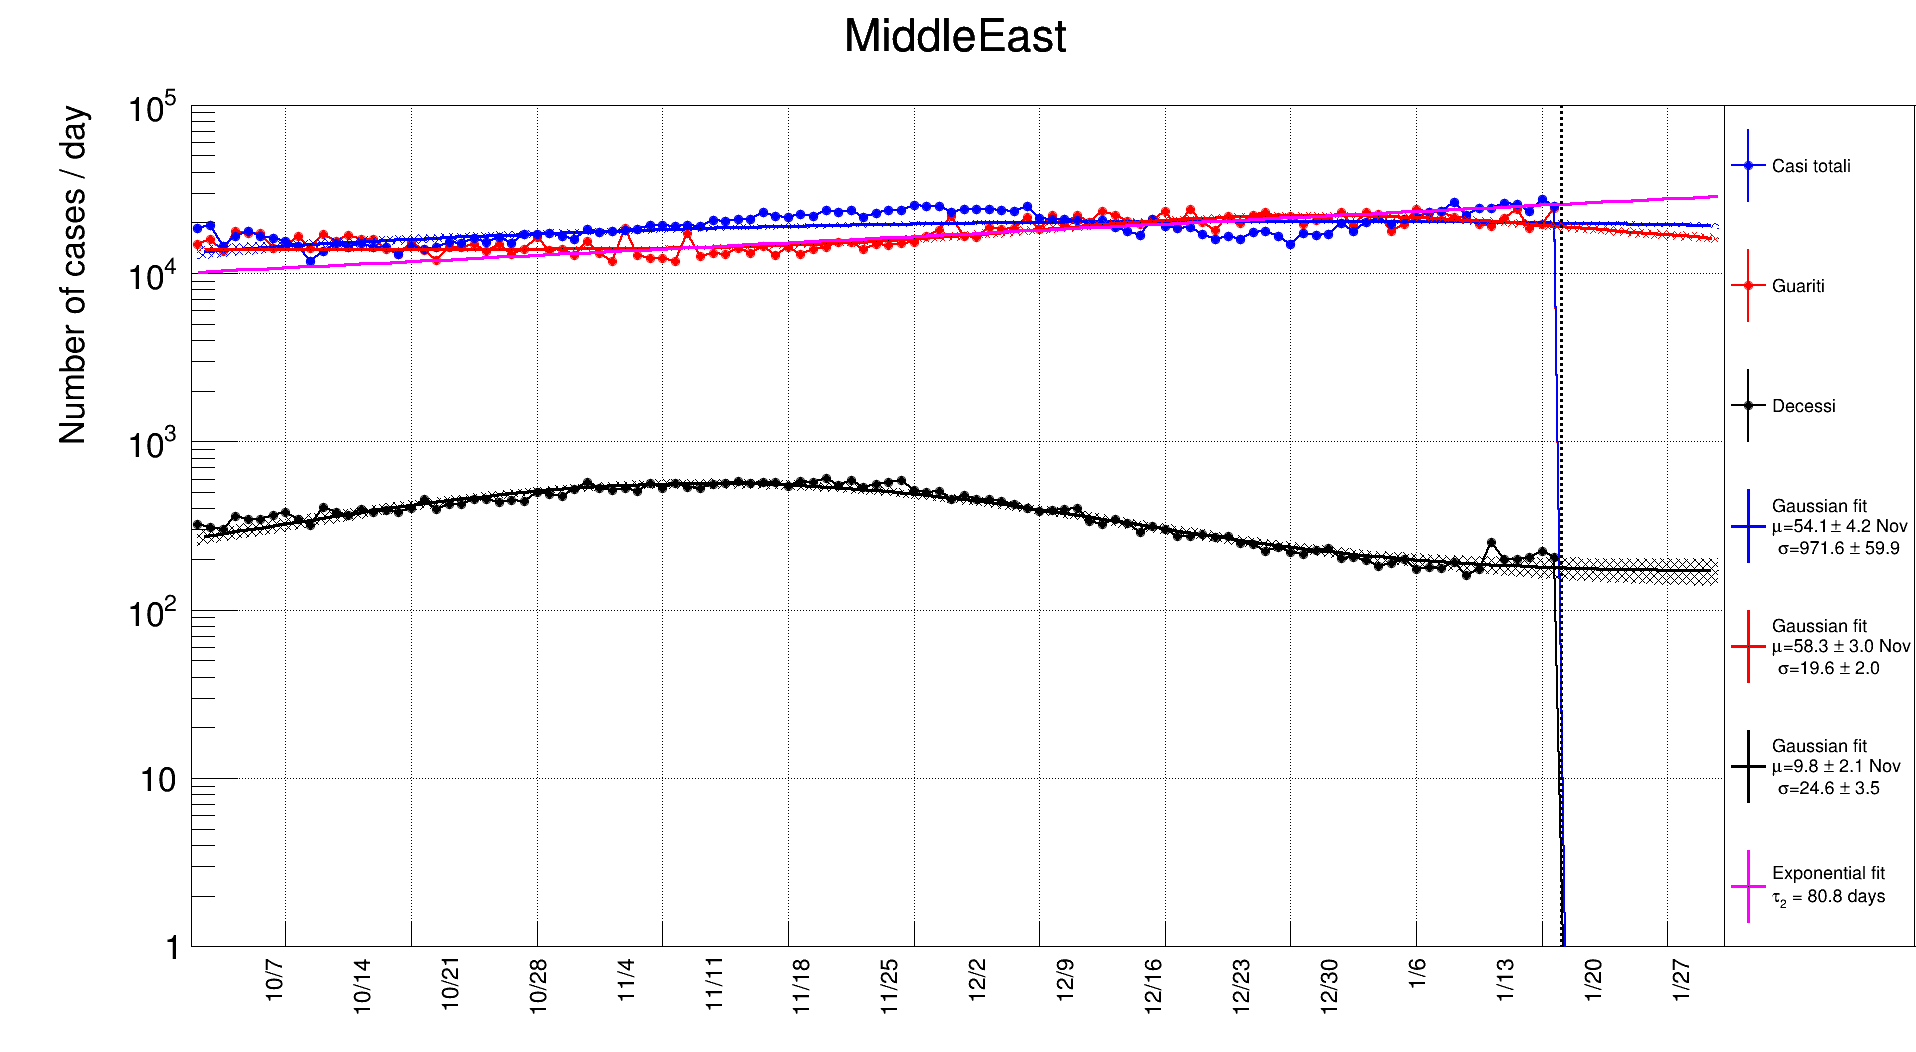 MiddleEast
Number of cases / day
10^5
10^4
10^3
10^2
10
1
10/7
10/14
10/21
10/28
11/4
11/11
11/18
11/25
12/2
12/9
12/16
12/23
12/30
1/6
1/13
1/20
1/27
Casi totali
Guariti
Decessi
Gaussian fit
μ=54.1 ± 4.2 Nov
σ=971.6 ± 59.9
Gaussian fit
μ=58.3 ± 3.0 Nov
σ=19.6 ± 2.0
Gaussian fit
μ=9.8 ± 2.1 Nov
σ=24.6 ± 3.5
Exponential fit
τ₂ = 80.8 days